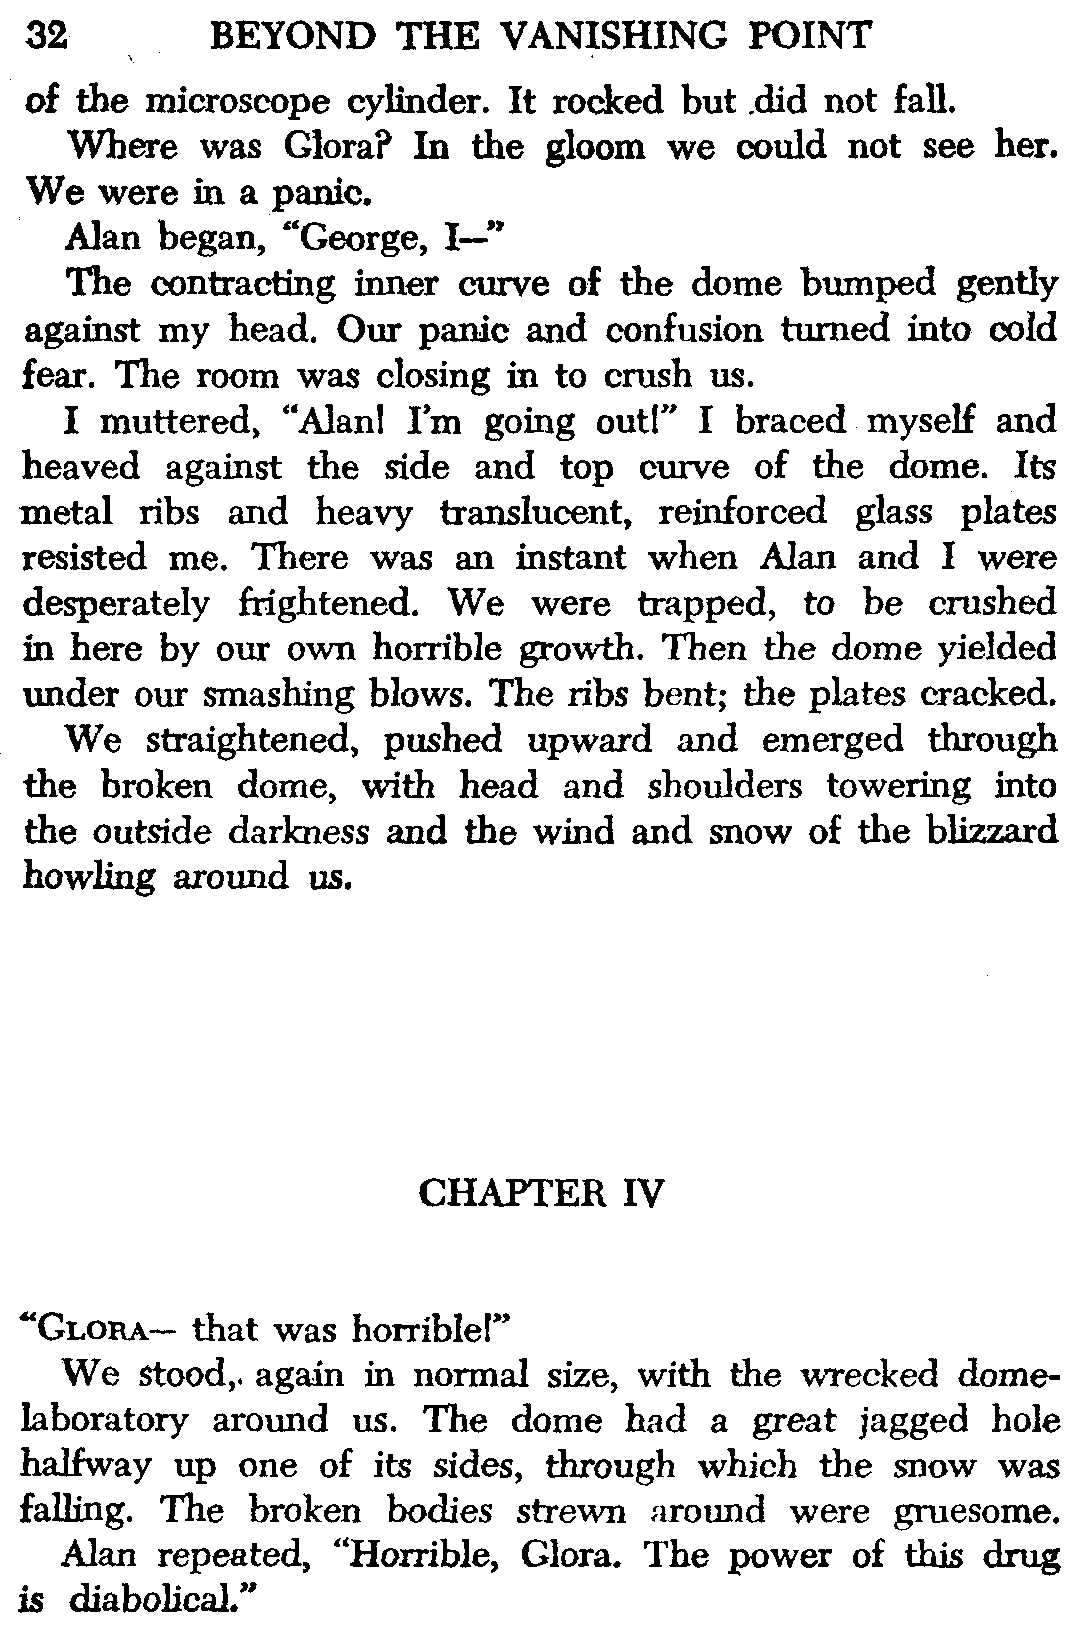 32 BEYOND THE VANISHING POINT
of the microscope cylinder. It rocked but did not fall.
Where was Glora? In the gloom we could not see her.
We were in a panic.
Alan began, “George, I—”
The contracting inner curve of the dome bumped gently
against my head. Our panic and confusion turned into cold
fear. The room was closing in to crush us.
I muttered, “Alan! I'm going out!” I braced myself and
heaved against the side and top curve of the dome. Its
metal ribs and heavy translucent, reinforced glass plates
resisted me. There was an instant when Alan and I were
desperately frightened. We were trapped, to be crushed
in here by our own horrible growth. Then the dome yielded
under our smashing blows. The ribs bent; the plates cracked.
We straightened, pushed upward and emerged through
the broken dome, with head and shoulders towering into
the outside darkness and the wind and snow of the blizzard
howling around us.
CHAPTER IV
“GLORA— that was horrible!”
We stood, again in normal size, with the wrecked dome-
laboratory around us. The dome had a great jagged hole
halfway up one of its sides, through which the snow was
falling. The broken bodies strewn around were gruesome.
Alan repeated, “Horrible, Glora. The power of this drug
is diabolical.”